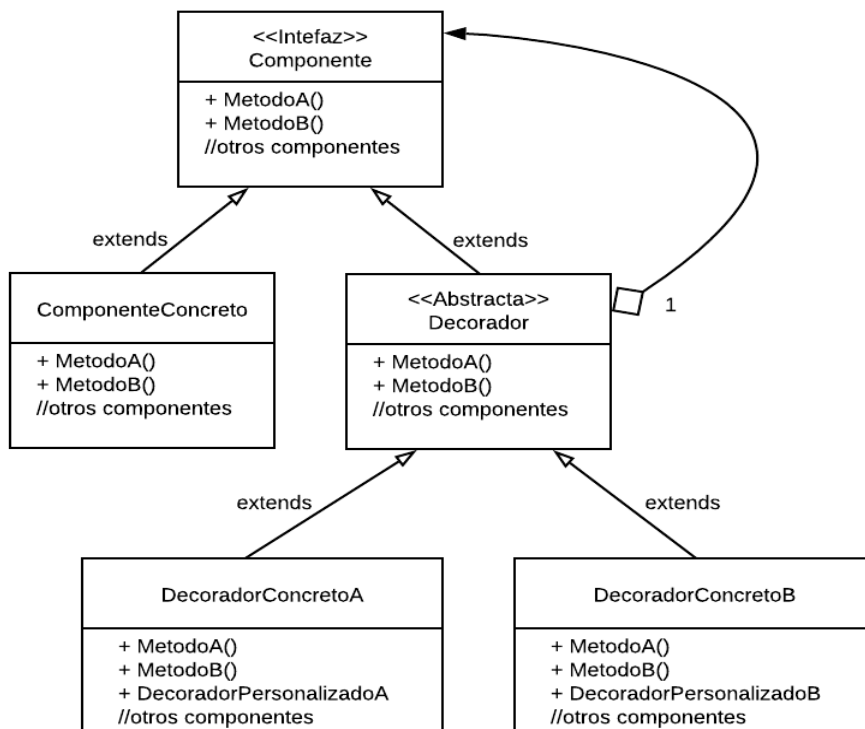 <<Intefaz>>
Componente
+ MetodoA()
+ MetodoB()
//otros componentes
extends
extends
ComponenteConcreto
+ MetodoA()
+ MetodoB()
//otros componentes
<<Abstracta>>
Decorador
+ MetodoA()
+ MetodoB()
//otros componentes
1
extends
extends
DecoradorConcretoA
+ MetodoA()
+ MetodoB()
+ DecoradorPersonalizadoA
//otros componentes
DecoradorConcretoB
+ MetodoA()
+ MetodoB()
+ DecoradorPersonalizadoB
//otros componentes